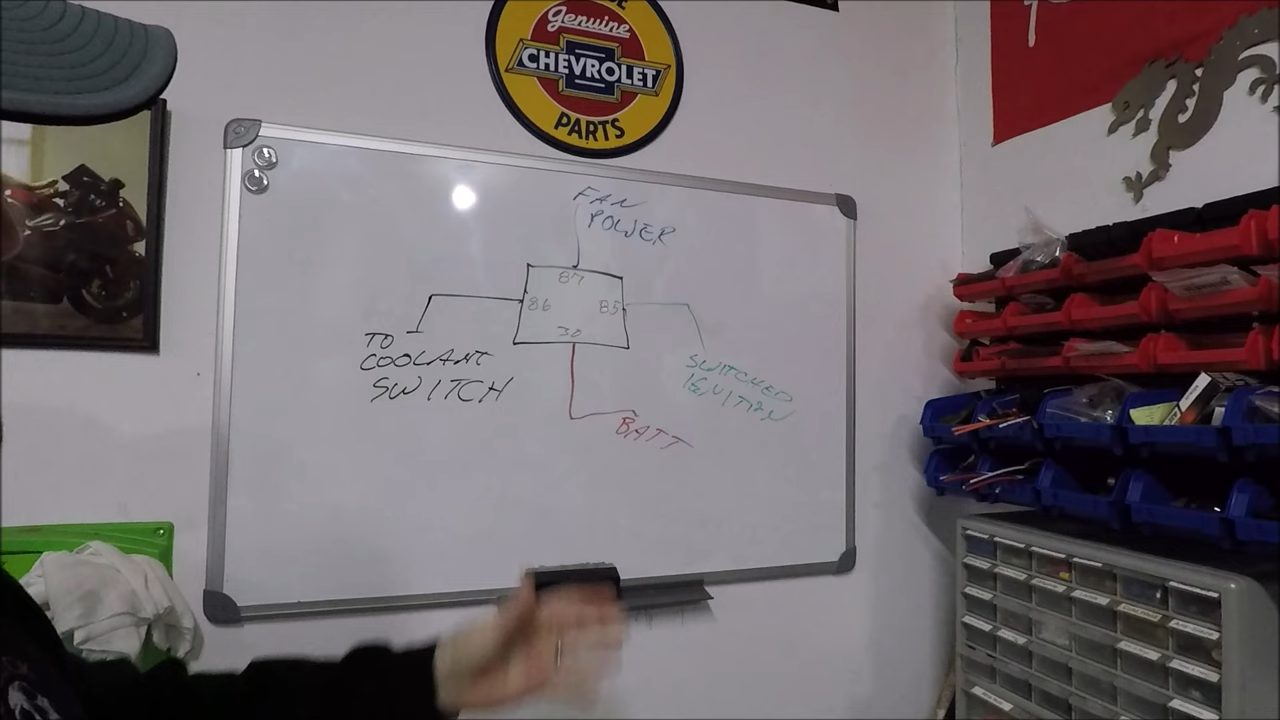 Genuine
CHEVROLET
PARTS
FAN
POWER
87
86
85
30
TO
COOLANT
SWITCH
SWITCHED
IGNITION
BATT